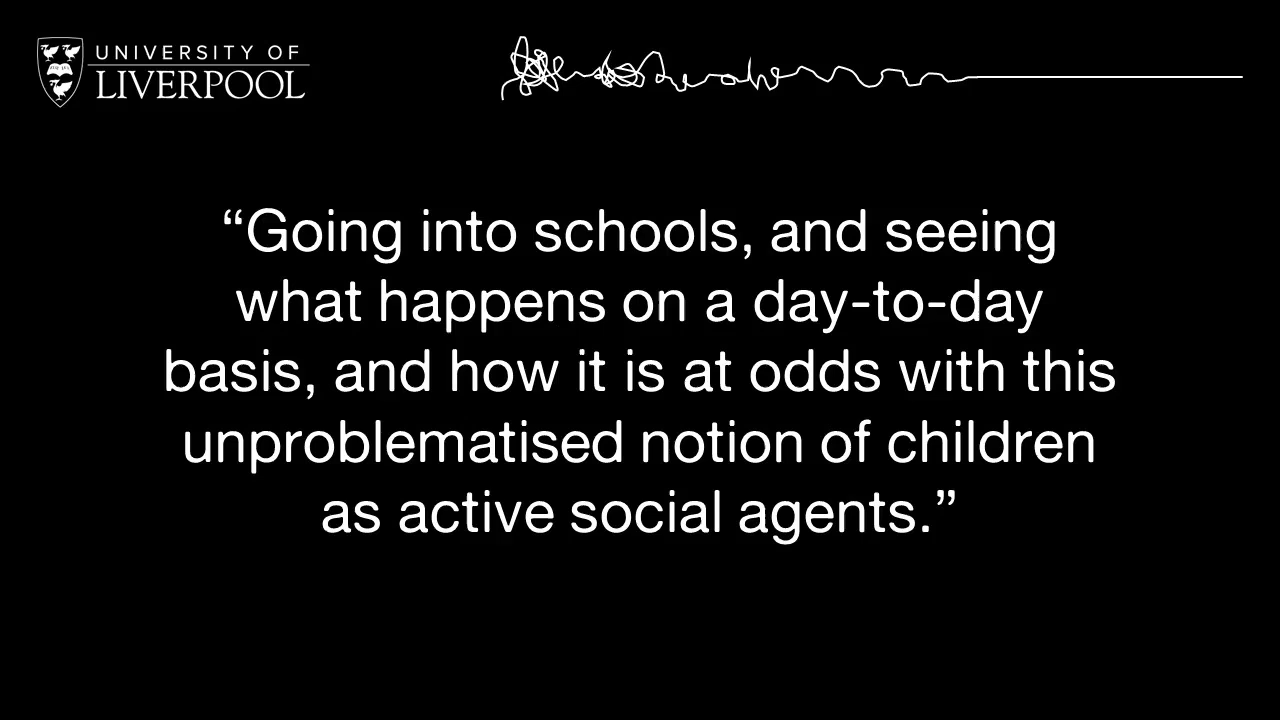 UNIVERSITY OF
LIVERPOOL
“Going into schools, and seeing
what happens on a day-to-day
basis, and how it is at odds with this
unproblematised notion of children
as active social agents.”